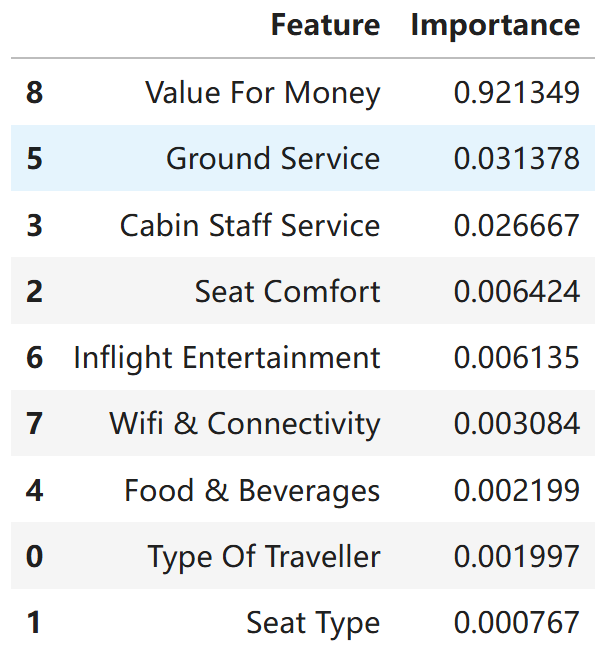 Feature Importance
8 Value For Money 0.921349
5 Ground Service 0.031378
3 Cabin Staff Service 0.026667
2 Seat Comfort 0.006424
6 Inflight Entertainment 0.006135
7 Wifi & Connectivity 0.003084
4 Food & Beverages 0.002199
0 Type Of Traveller 0.001997
1 Seat Type 0.000767